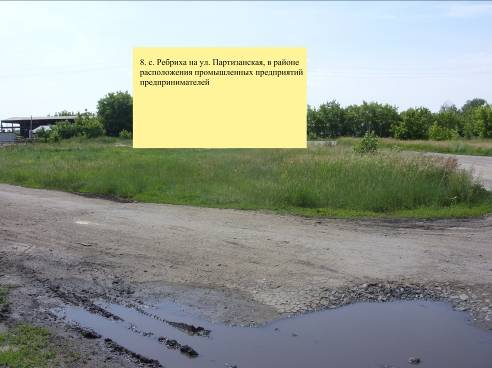 8. с. Ребриха на ул. Партизанская, в районе
расположения промышленных предприятий
предпринимателей